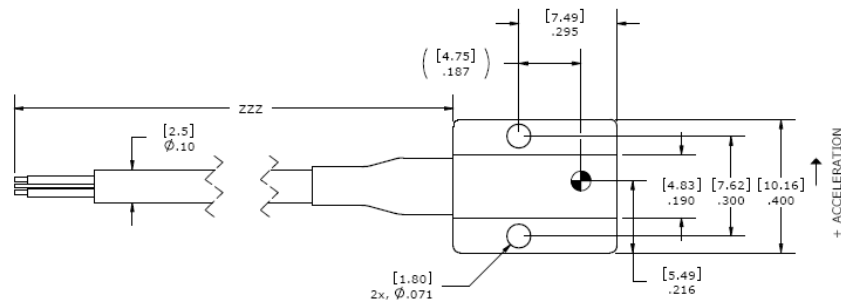 [7.49]
.295
( [4.75]
.187 )
ZZZ
[2.5]
Ø.10
[4.83] [7.62] [10.16]
.190 .300 .400
+ ACCELERATION
[1.80]
2x, Ø.071
[5.49]
.216